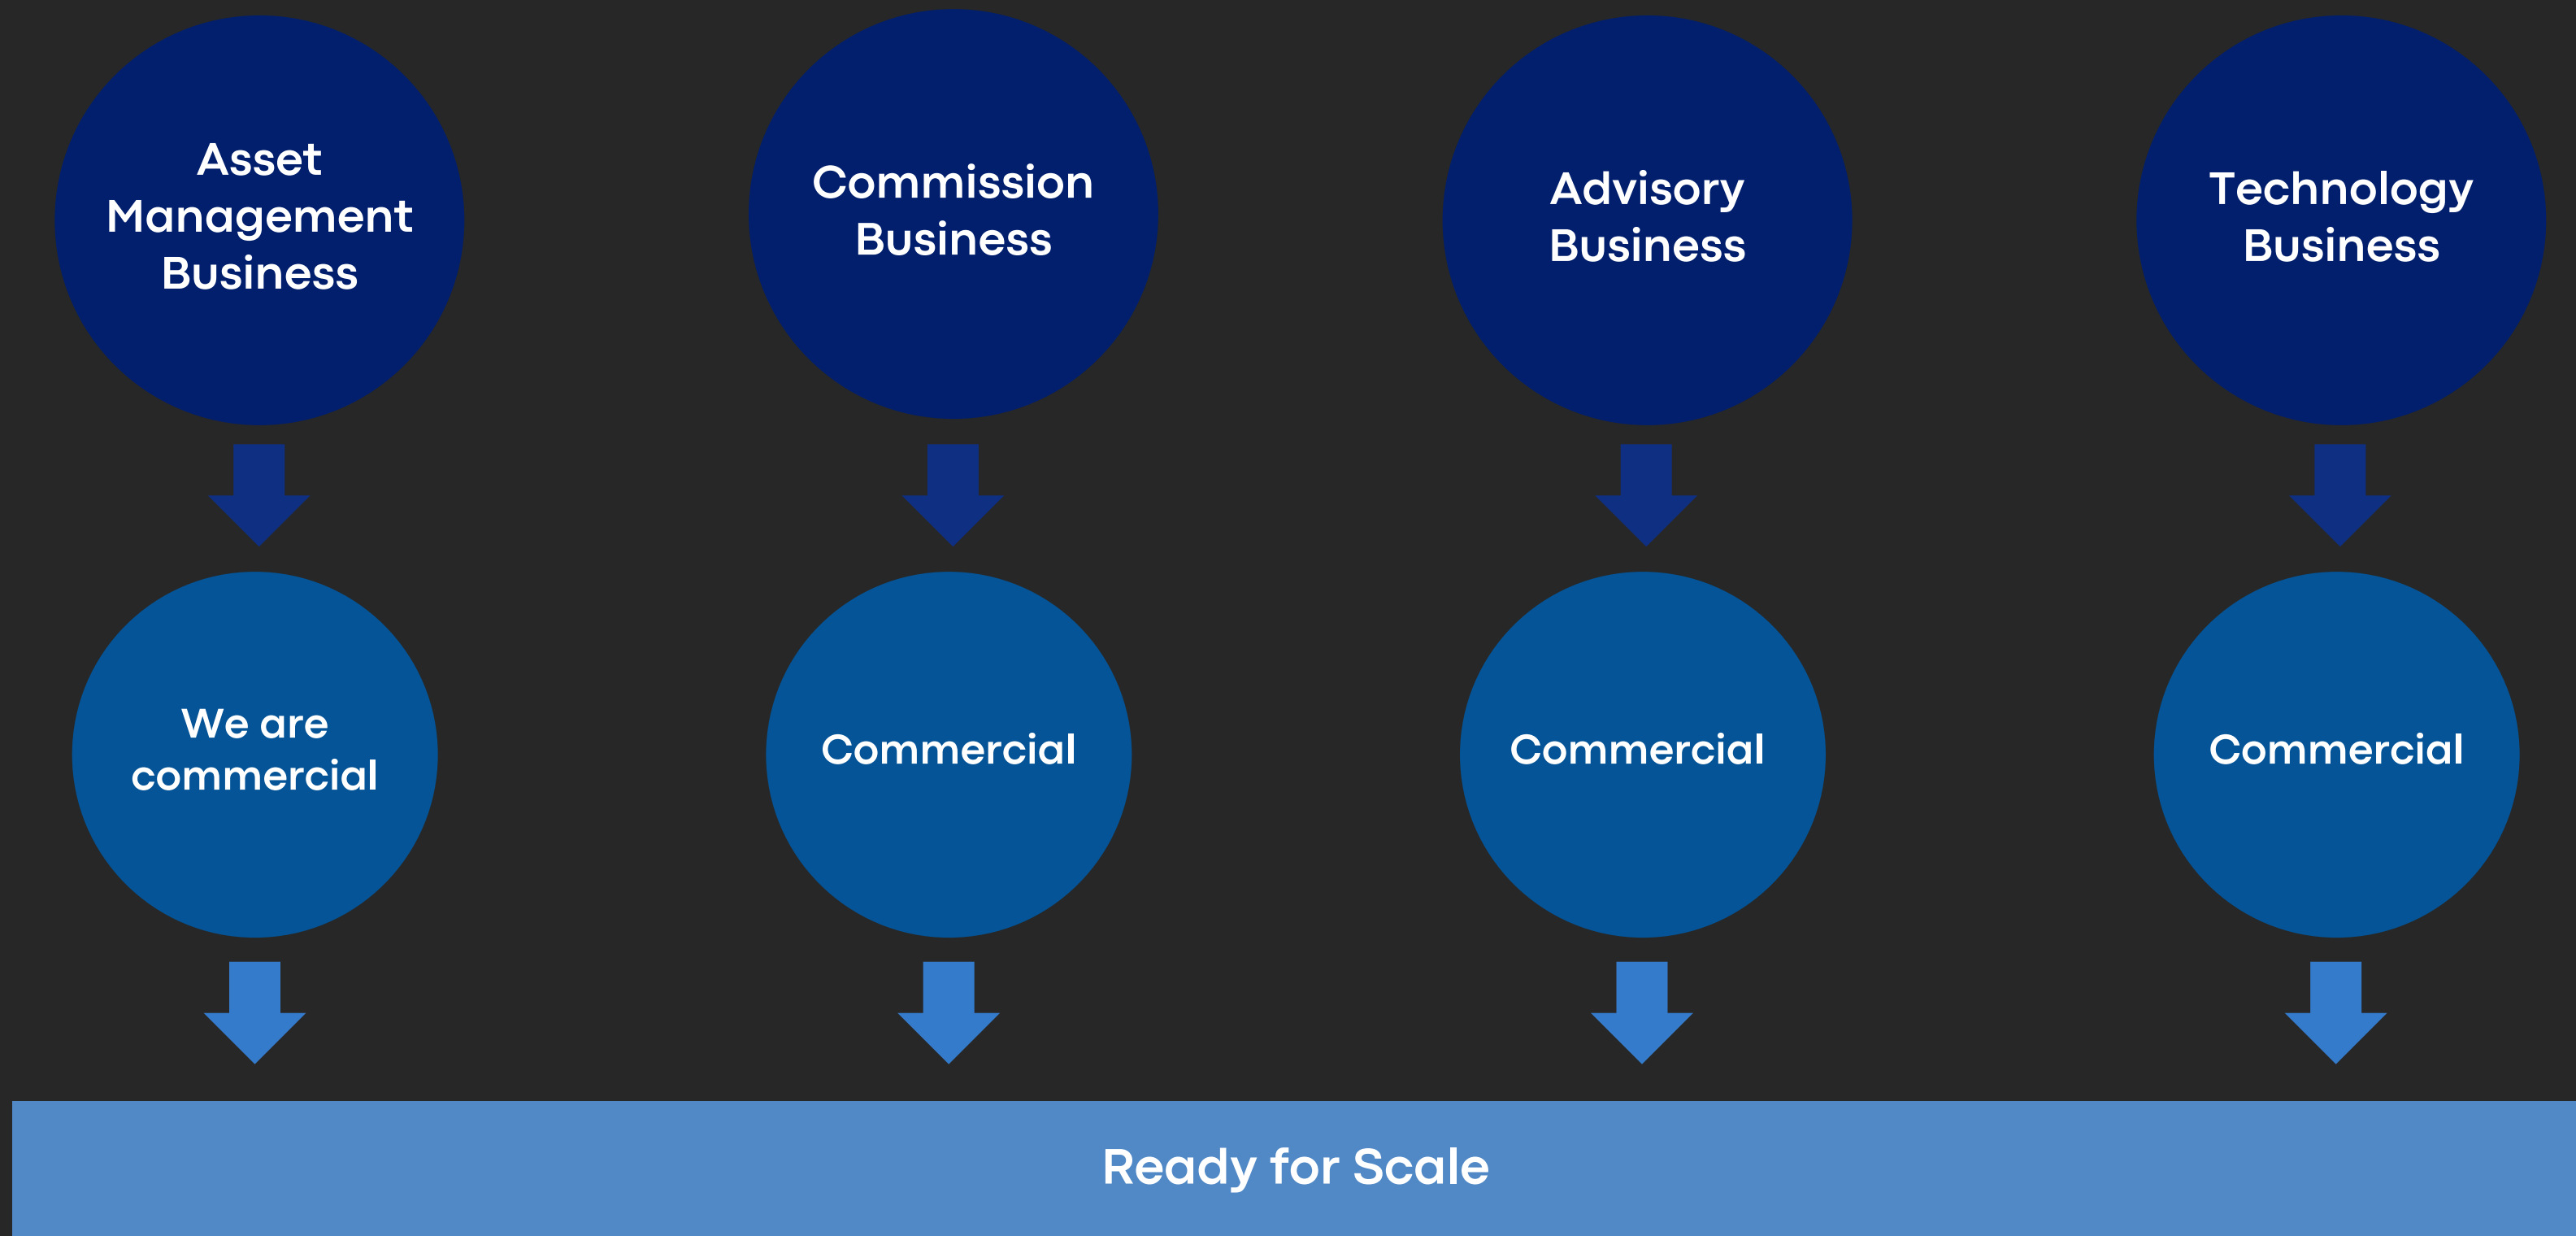 Asset
Management
Business
Commission
Business
Advisory
Business
Technology
Business
We are
commercial
Commercial
Commercial
Commercial
Ready for Scale